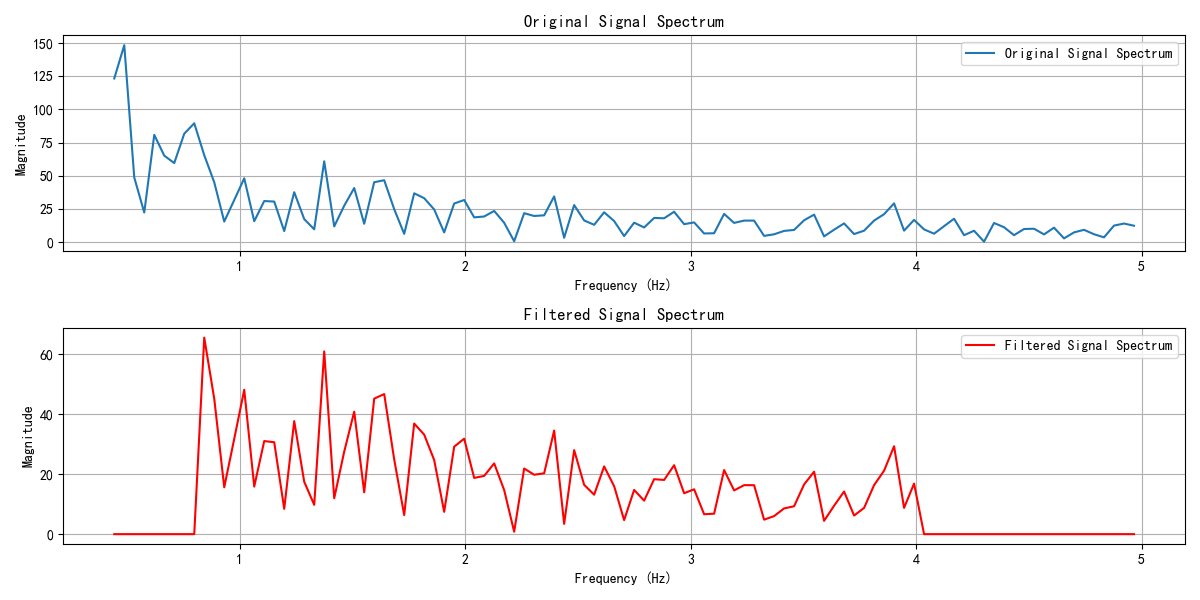 Original Signal Spectrum
150
125
100
75
50
25
0
Magnitude
Original Signal Spectrum
1
2
3
4
5
Frequency (Hz)
Filtered Signal Spectrum
60
40
20
0
Magnitude
Filtered Signal Spectrum
1
2
3
4
5
Frequency (Hz)